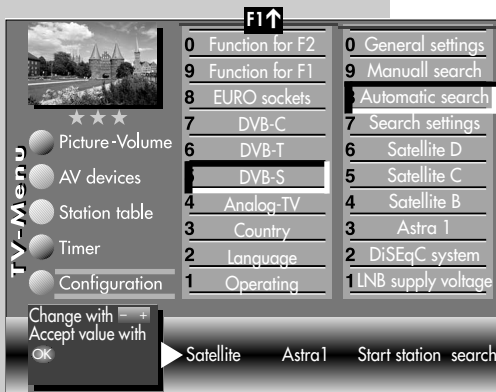 F1↑
TV-Menu
Picture-Volume
AV devices
Station table
Timer
Configuration
0 Function for F2
9 Function for F1
8 EURO sockets
7 DVB-C
6 DVB-T
DVB-S
4 Analog-TV
3 Country
2 Language
1 Operating
0 General settings
9 Manuall search
Automatic search
7 Search settings
6 Satellite D
5 Satellite C
4 Satellite B
3 Astra 1
2 DiSEqC system
1 LNB supply voltage
Change with - +
Accept value with
OK
Satellite Astra1 Start station search